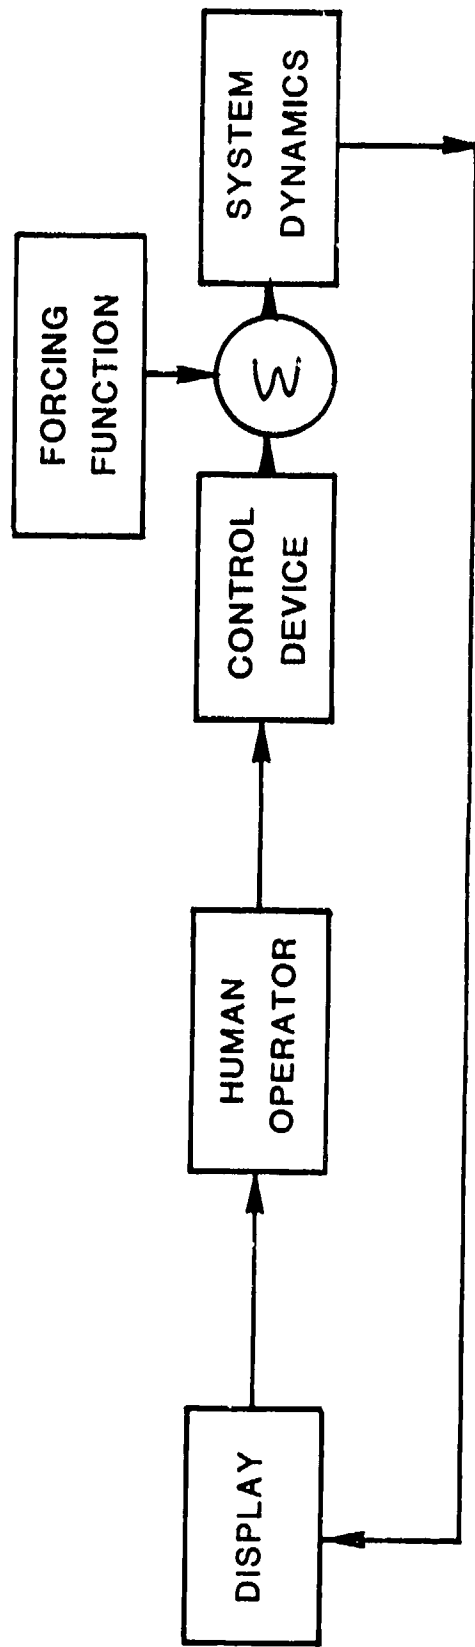 FORCING
FUNCTION
DISPLAY
HUMAN
OPERATOR
CONTROL
DEVICE
Σ
SYSTEM
DYNAMICS